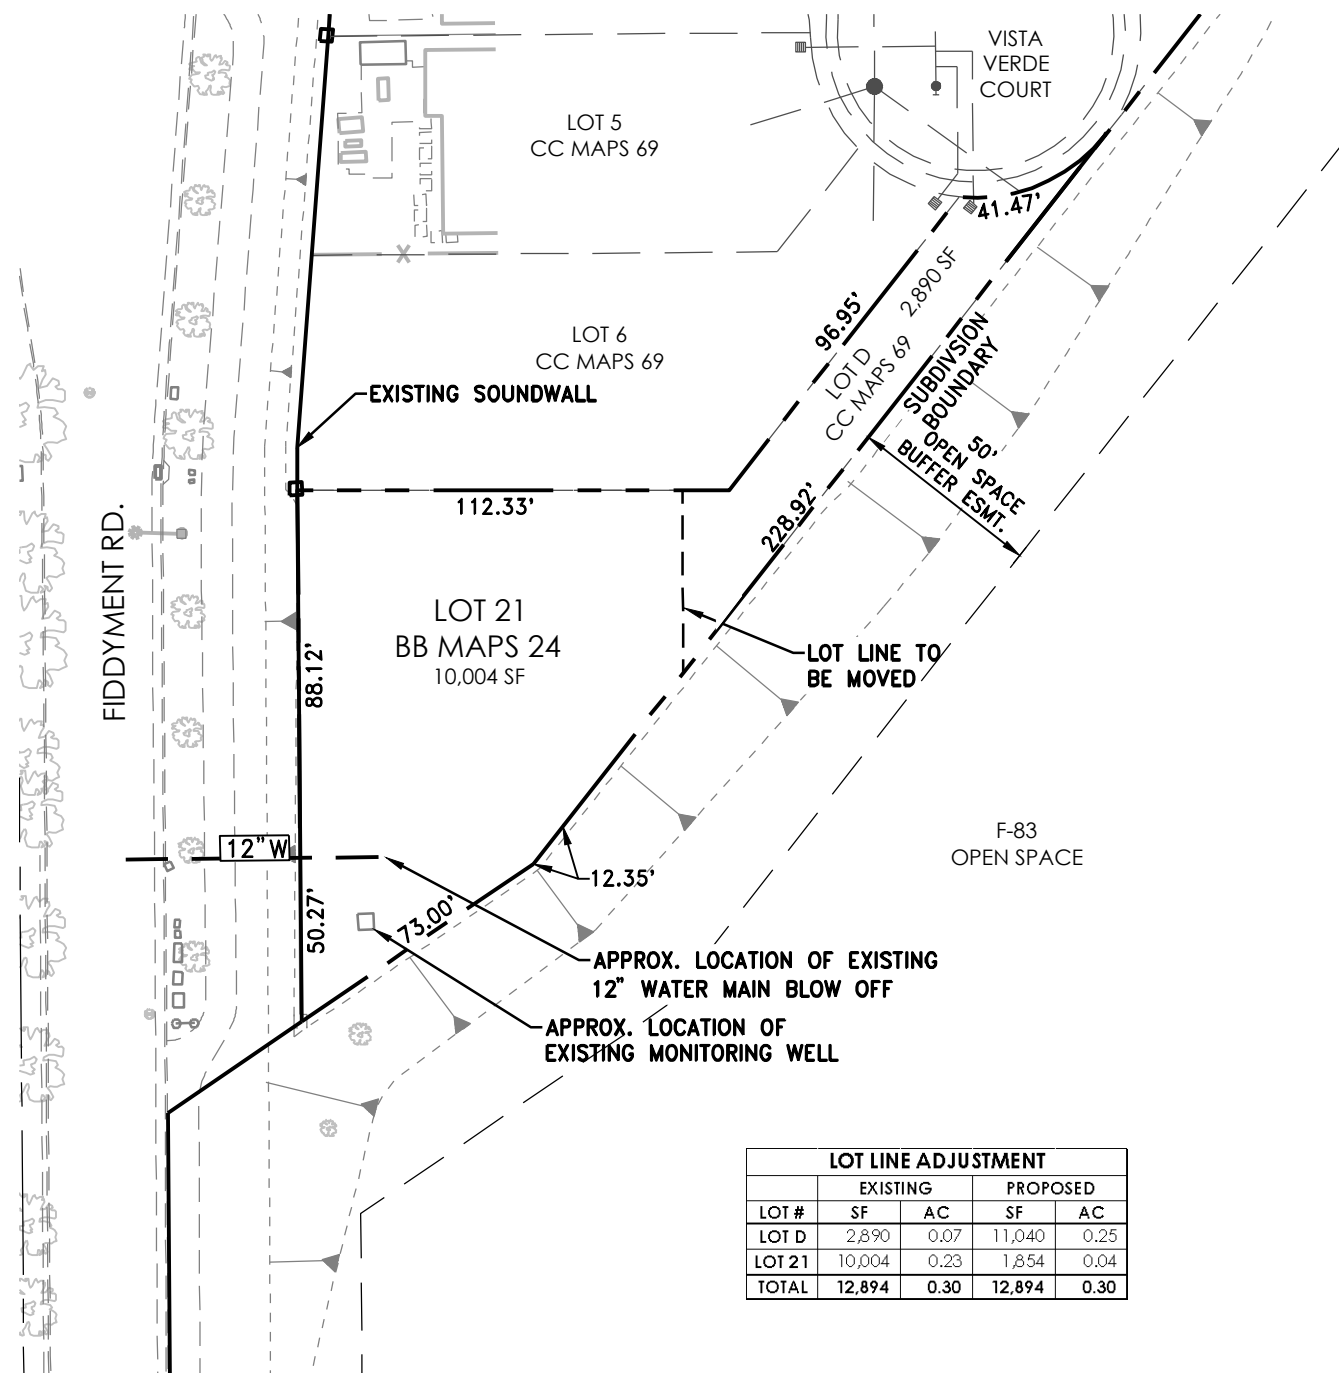 VISTA
VERDE
COURT
LOT 5
CC MAPS 69
41.47'
LOT 6
CC MAPS 69
96.95'
LOT D
CC MAPS 69
2,890 SF
SUBDIVSION
BOUNDARY
EXISTING SOUNDWALL
50'
OPEN SPACE
BUFFER ESMT.
112.33'
228.92'
FIDDYMENT RD.
LOT 21
BB MAPS 24
10,004 SF
88.12'
LOT LINE TO
BE MOVED
F-83
OPEN SPACE
12"W
12.35'
50.27'
73.00'
APPROX. LOCATION OF EXISTING
12" WATER MAIN BLOW OFF
APPROX. LOCATION OF
EXISTING MONITORING WELL
LOT LINE ADJUSTMENT
EXISTING PROPOSED
LOT # SF AC SF AC
LOT D 2,890 0.07 11,040 0.25
LOT 21 10,004 0.23 1,854 0.04
TOTAL 12,894 0.30 12,894 0.30